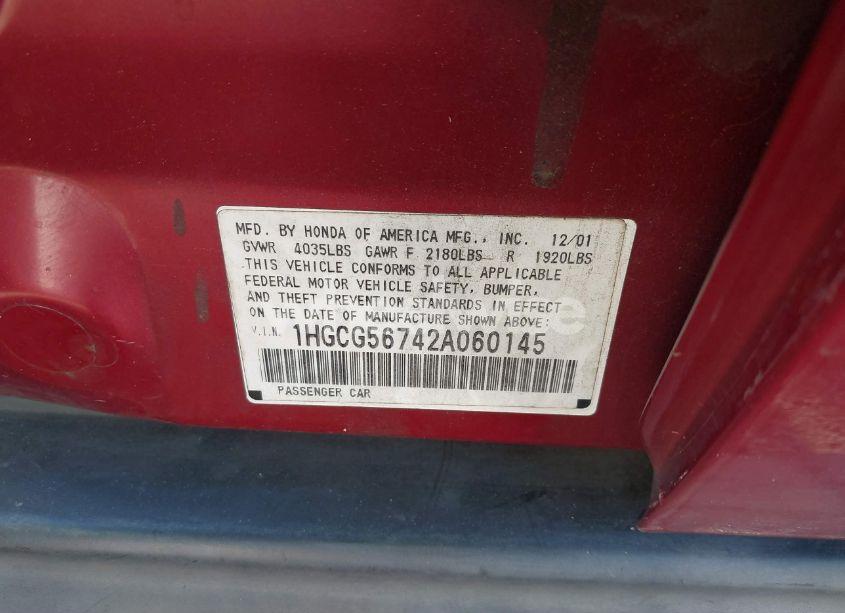 MFD. BY HONDA OF AMERICA MFG., INC. 12/01
GVWR 4035LBS GAWR F 2180LBS R 1920LBS
THIS VEHICLE CONFORMS TO ALL APPLICABLE
FEDERAL MOTOR VEHICLE SAFETY, BUMPER,
AND THEFT PREVENTION STANDARDS IN EFFECT
ON THE DATE OF MANUFACTURE SHOWN ABOVE:
V.I.N. 1HGCG56742A060145
PASSENGER CAR